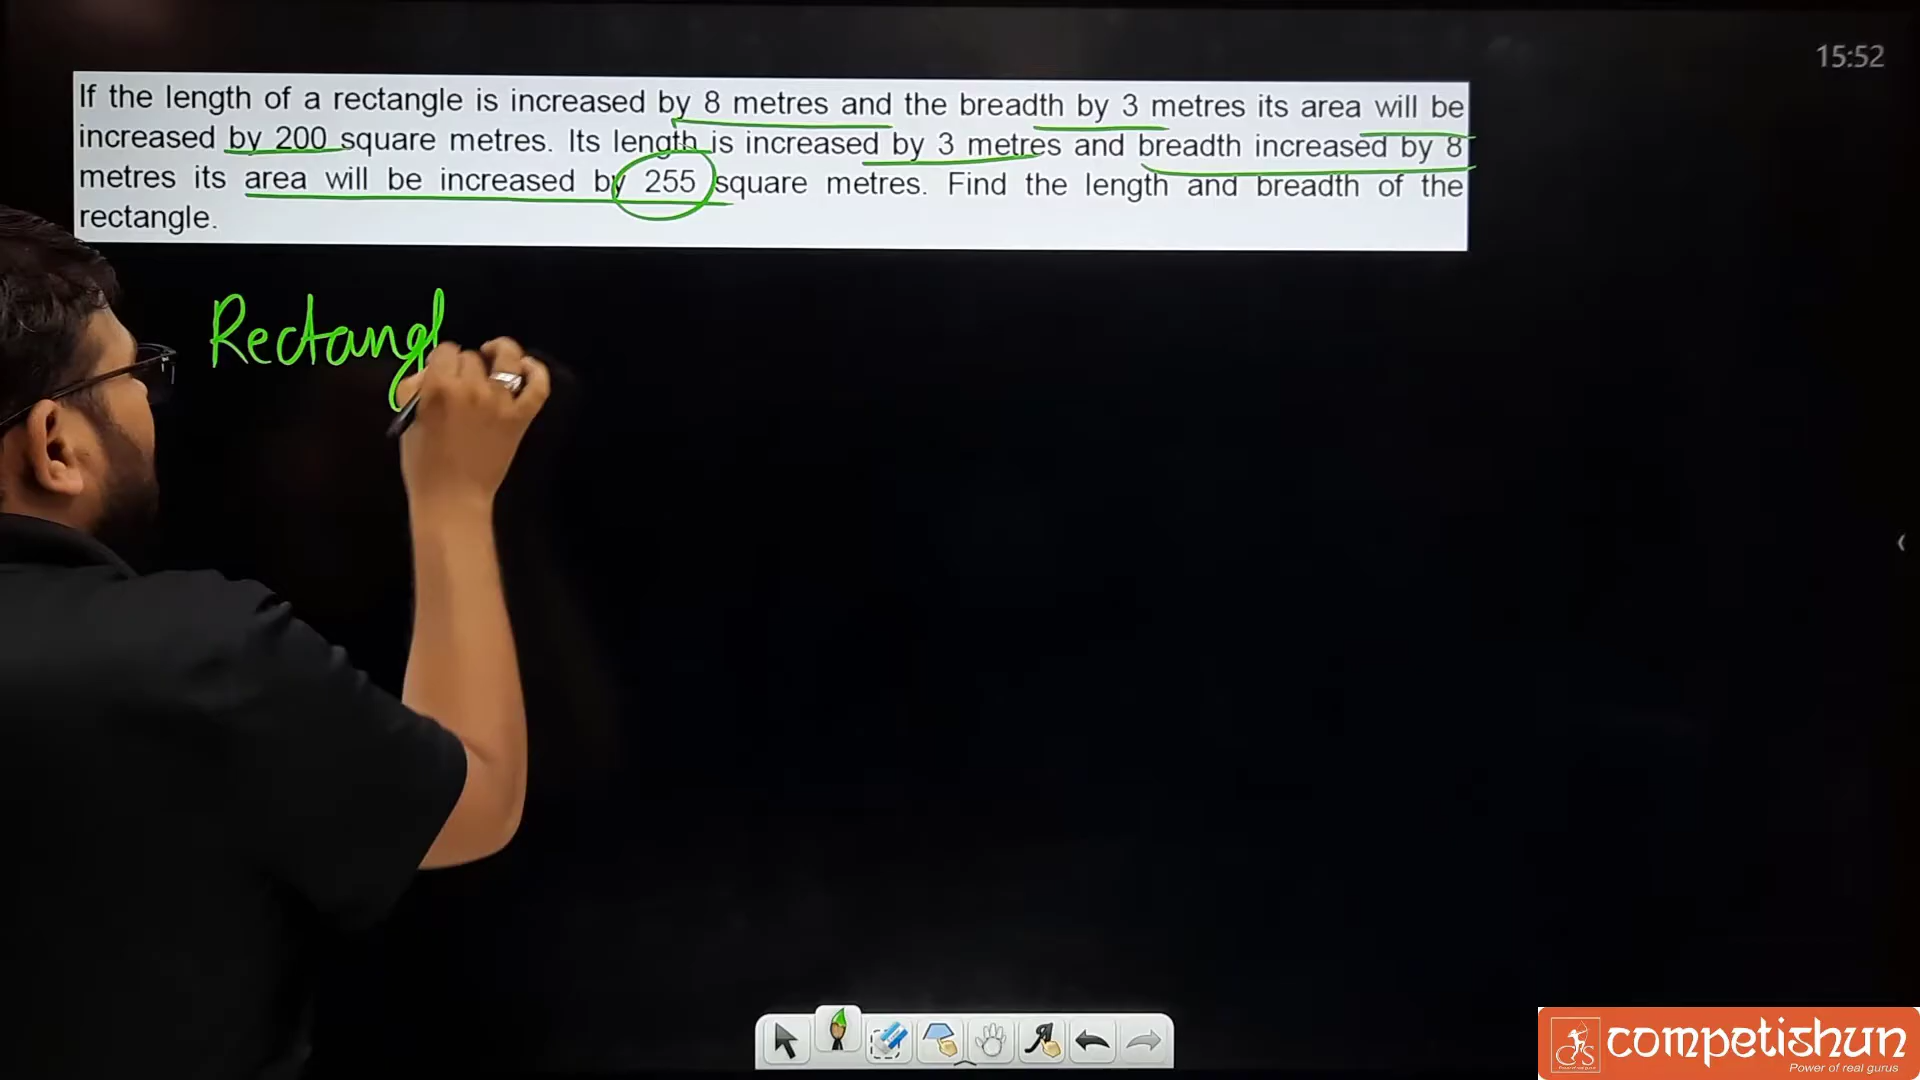 15:52
If the length of a rectangle is increased by 8 metres and the breadth by 3 metres its area will be
increased by 200 square metres. Its length is increased by 3 metres and breadth increased by 8
metres its area will be increased by 255 square metres. Find the length and breadth of the
rectangle.
Rectangl
competishun
Power of real gurus